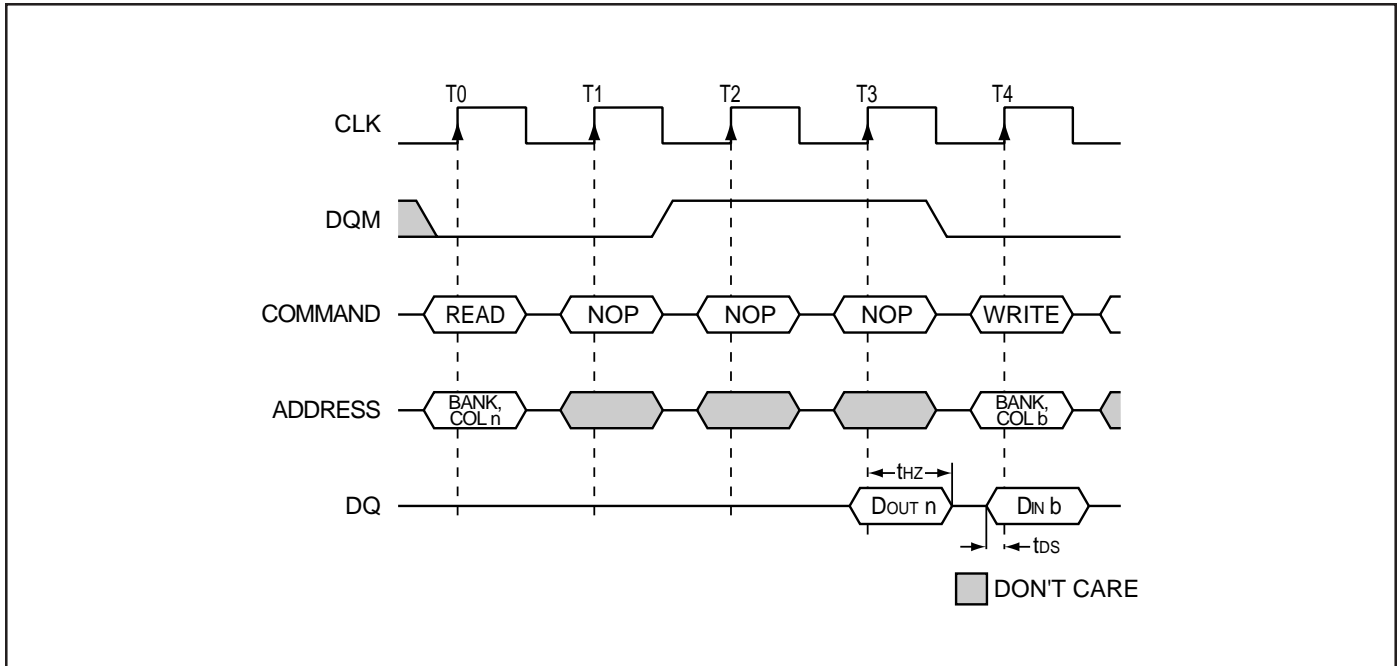 T0 T1 T2 T3 T4
CLK
DQM
COMMAND READ NOP NOP NOP WRITE
ADDRESS BANK, COL n BANK, COL b
tHZ
DQ DOUT n DIN b
tDS
DON'T CARE